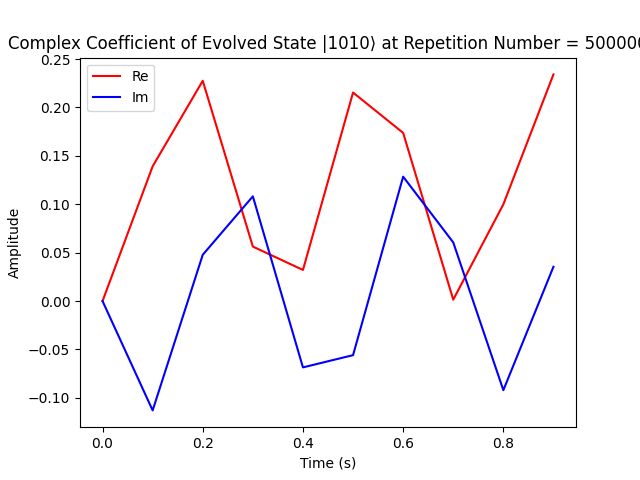 Complex Coefficient of Evolved State |1010⟩ at Repetition Number = 500000
0.25
0.20
0.15
0.10
0.05
0.00
−0.05
−0.10
Re
Im
Amplitude
0.0 0.2 0.4 0.6 0.8
Time (s)